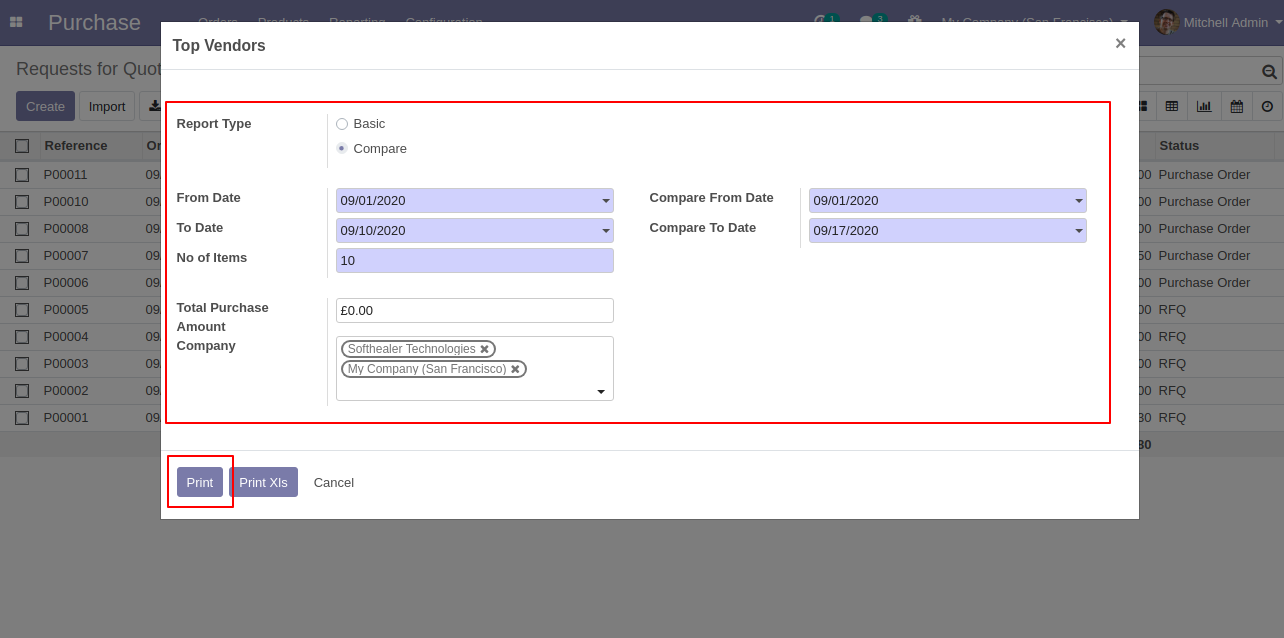 Purchase Orders Products Reporting Configuration 1 3 My Company (San Francisco) Mitchell Admin
Top Vendors ×
Requests for Quot
Create Import
Report Type Basic
Compare
Reference Status
P00011 09 00 Purchase Order
P00010 09 00 Purchase Order
P00008 09 00 Purchase Order
P00007 09 50 Purchase Order
P00006 09 00 Purchase Order
P00005 09 00 RFQ
P00004 09 00 RFQ
P00003 09 00 RFQ
P00002 09 00 RFQ
P00001 09 30 RFQ
From Date 09/01/2020 Compare From Date 09/01/2020
To Date 09/10/2020 Compare To Date 09/17/2020
No of Items 10
Total Purchase
Amount £0.00
Company Softhealer Technologies
My Company (San Francisco)
Print Print Xls Cancel